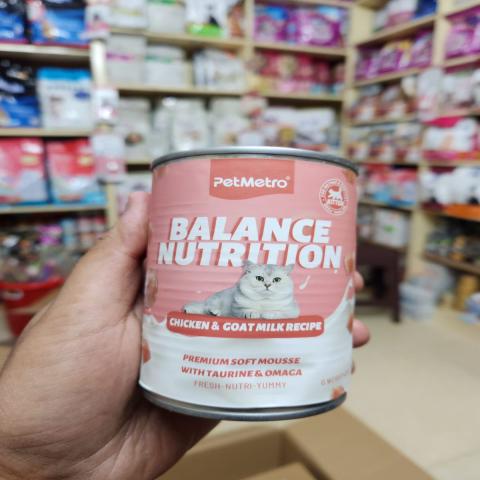 PetMetro®
BALANCE
NUTRITION
CHICKEN & GOAT MILK RECIPE
PREMIUM SOFT MOUSSE
WITH TAURINE & OMAGA
FRESH-NUTRI-YUMMY